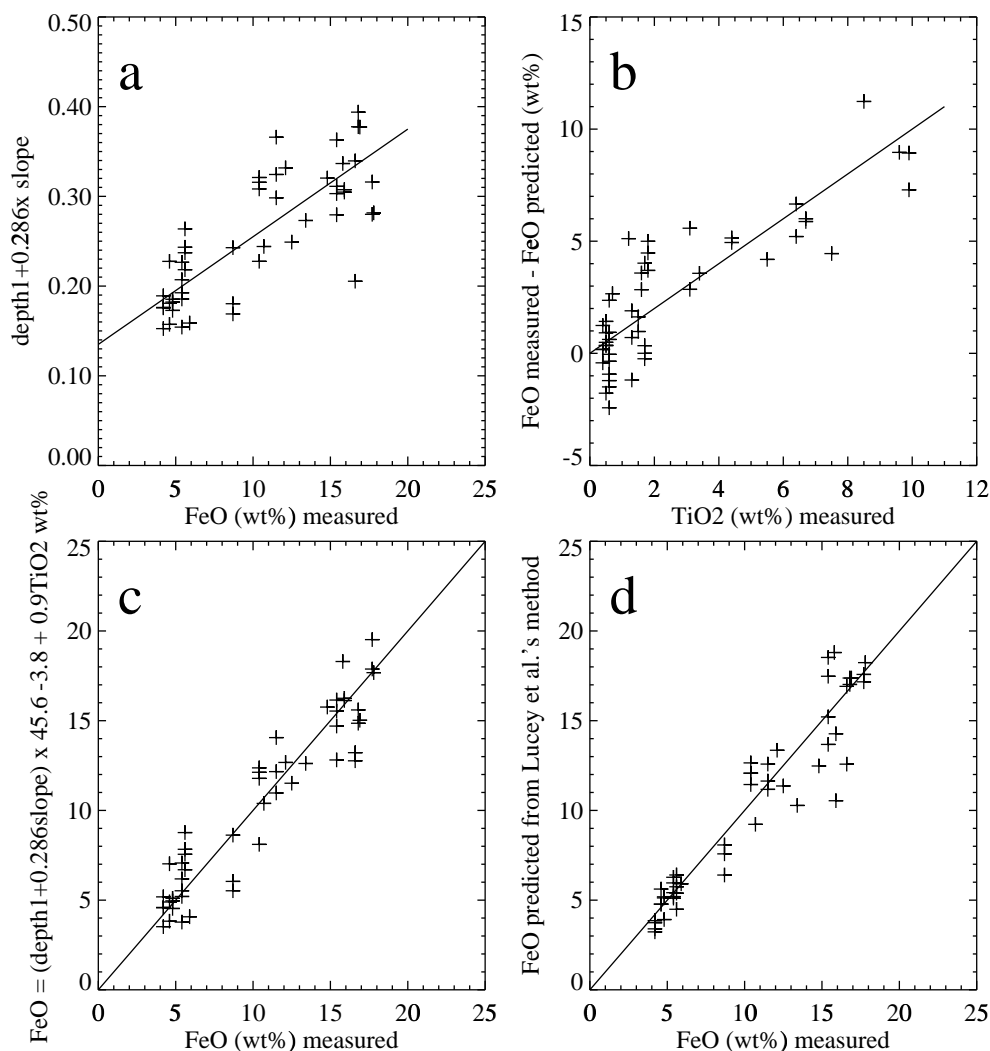 a
0.50
0.40
0.30
0.20
0.10
0.00
depth1+0.286x slope
0 5 10 15 20 25
FeO (wt%) measured
b
15
10
5
0
-5
FeO measured - FeO predicted (wt%)
0 2 4 6 8 10 12
TiO2 (wt%) measured
c
25
20
15
10
5
0
FeO = (depth1+0.286slope) x 45.6 -3.8 + 0.9TiO2 wt%
0 5 10 15 20 25
FeO (wt%) measured
d
25
20
15
10
5
0
FeO predicted from Lucey et al.'s method
0 5 10 15 20 25
FeO (wt%) measured